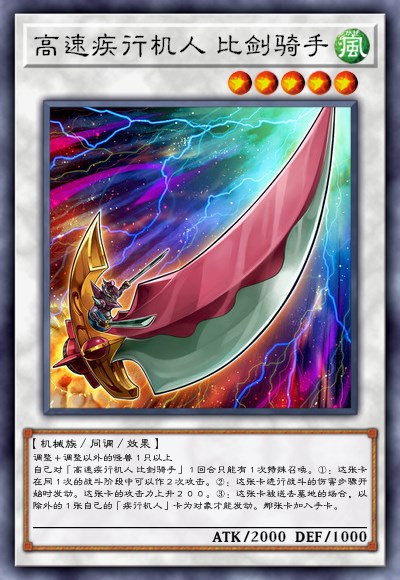 高速疾行机人 比剑骑手
風
【机械族／同调／效果】
调整＋调整以外的怪兽1只以上
自己对「高速疾行机人 比剑骑手」1回合只能有1次特殊召唤。①：这张卡
在同1次的战斗阶段中可以作2次攻击。②：这张卡进行战斗的伤害步骤开
始时发动。这张卡的攻击力上升200。③：这张卡被送去墓地的场合，以
除外的1张自己的「疾行机人」卡为对象才能发动。那张卡加入手卡。
ATK/2000 DEF/1000